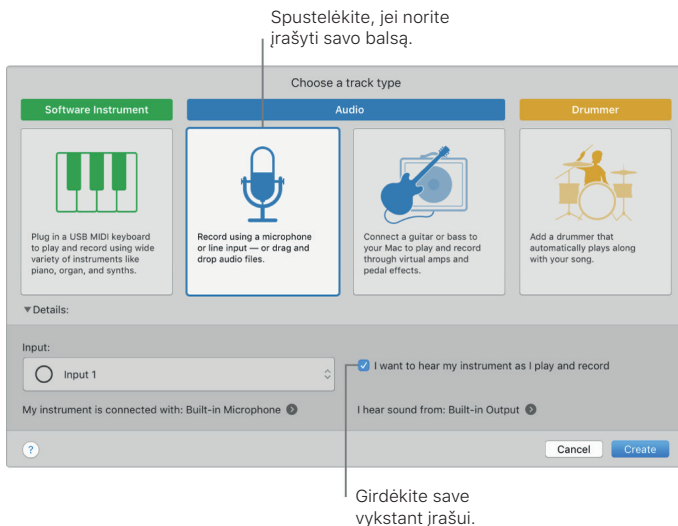 Spustelėkite, jei norite
įrašyti savo balsą.
Choose a track type
Software Instrument
Audio
Drummer
Plug in a USB MIDI keyboard
to play and record using wide
variety of instruments like
piano, organ, and synths.
Record using a microphone
or line input — or drag and
drop audio files.
Connect a guitar or bass to
your Mac to play and record
through virtual amps and
pedal effects.
Add a drummer that
automatically plays along
with your song.
▼Details:
Input:
Input 1
I want to hear my instrument as I play and record
My instrument is connected with: Built-in Microphone
I hear sound from: Built-in Output
?
Cancel
Create
Girdėkite save
vykstant įrašui.